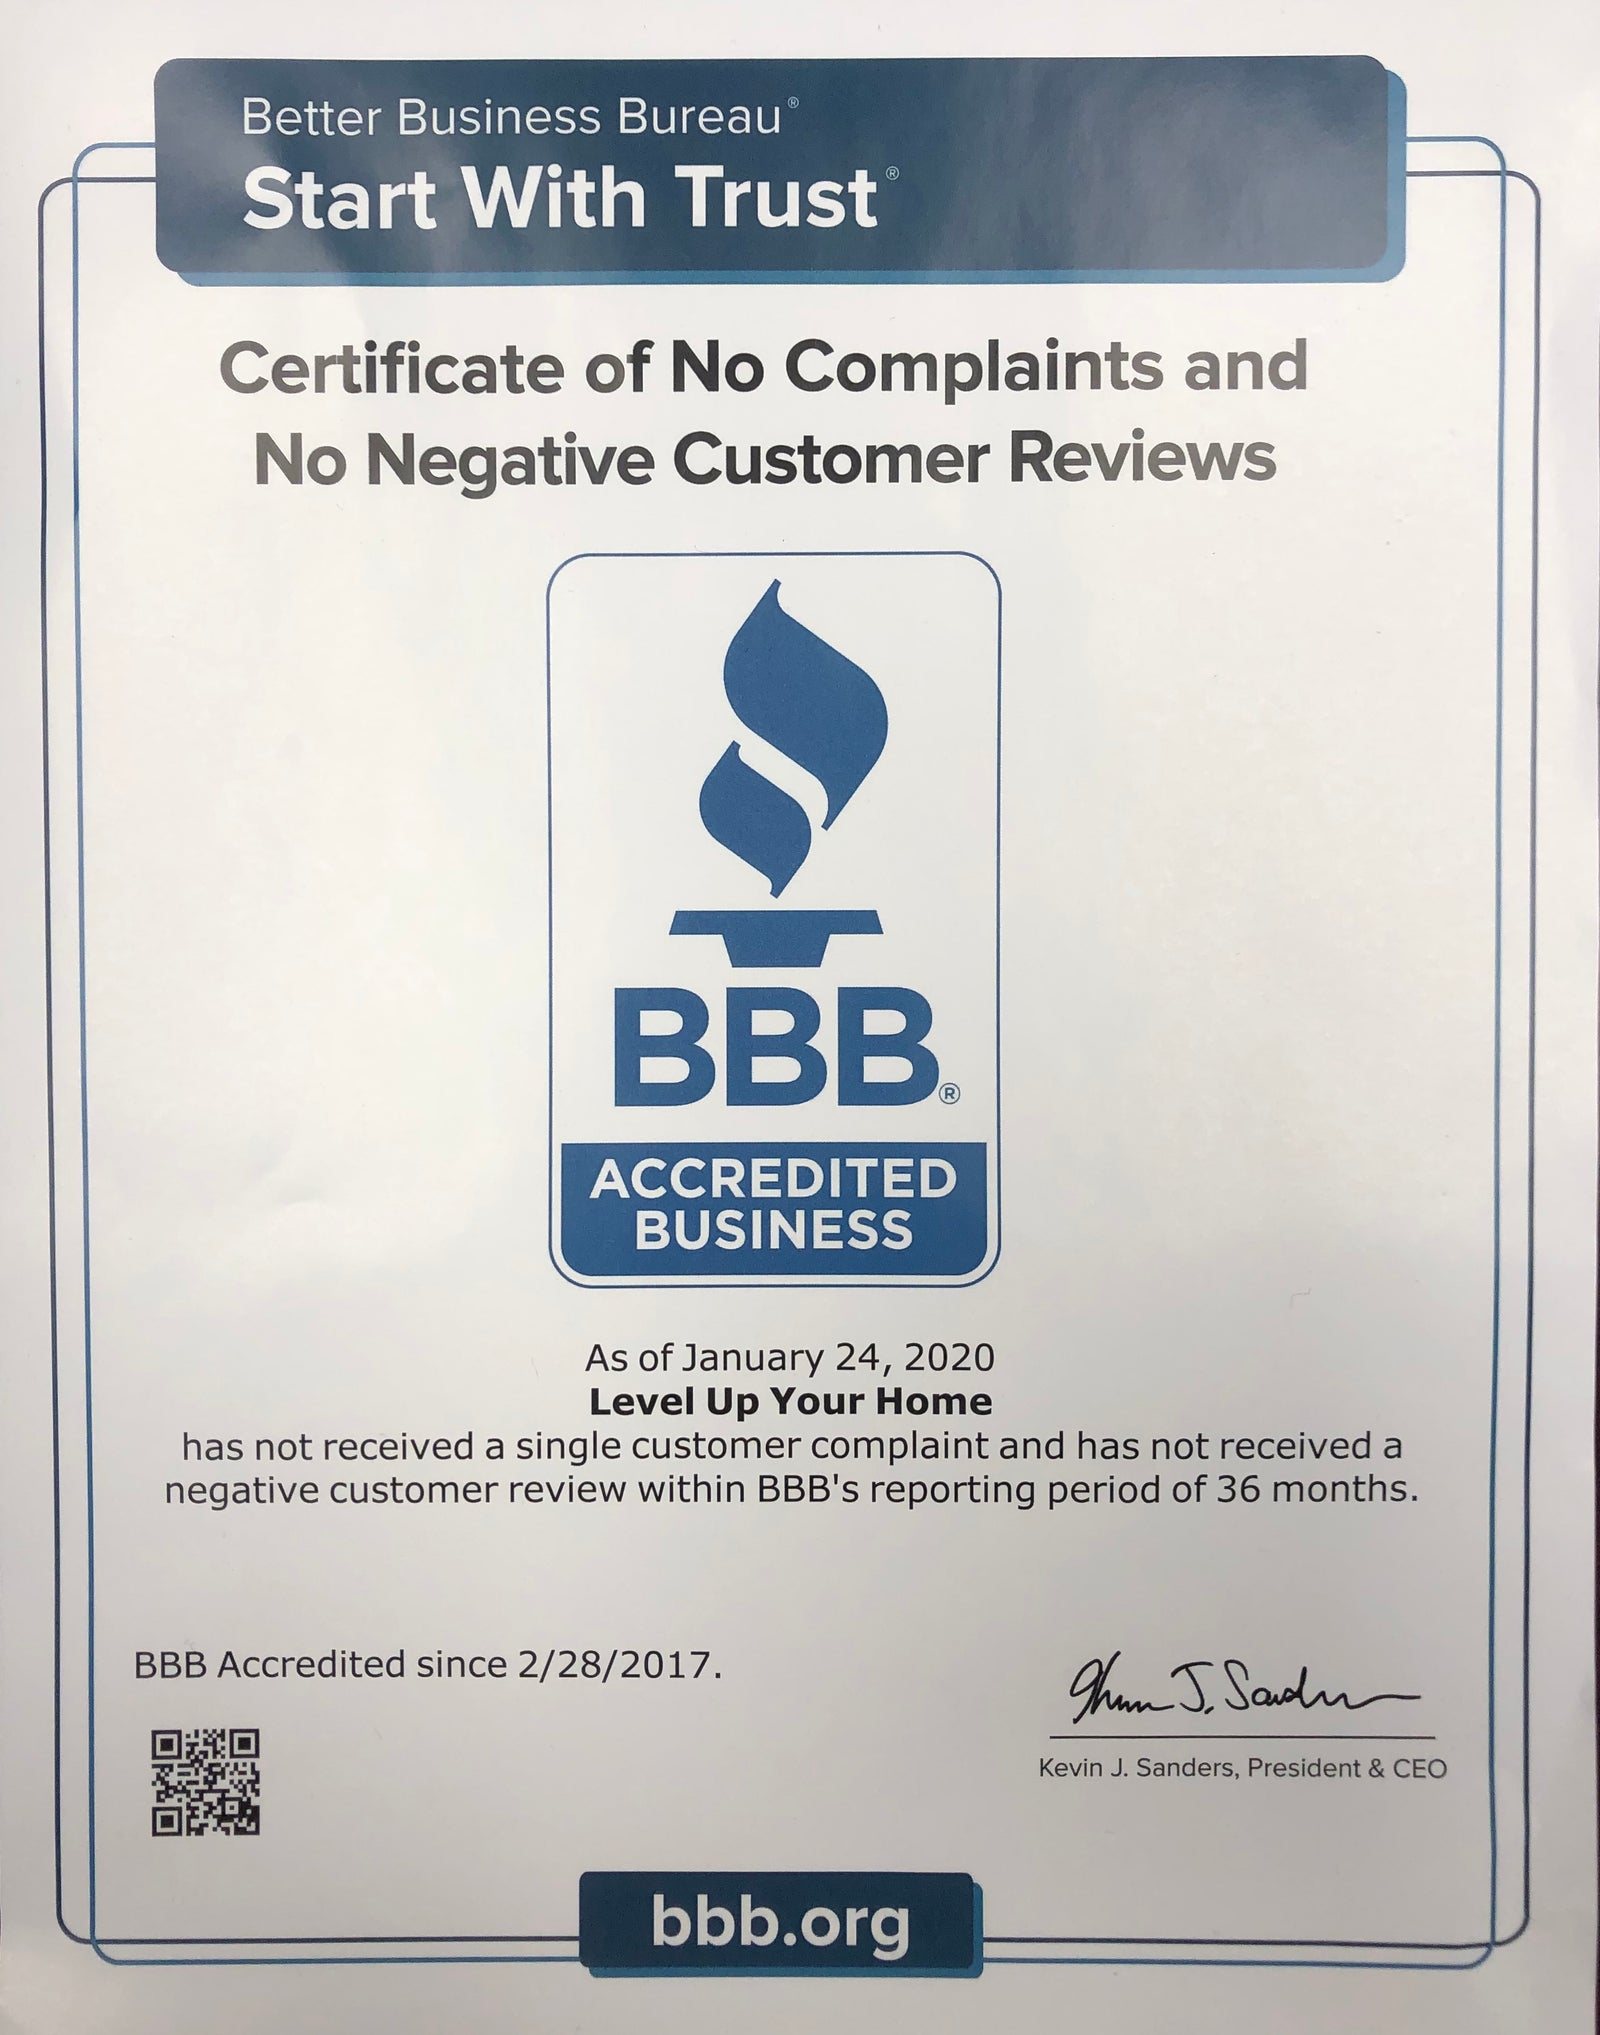 Better Business Bureau®
Start With Trust®
Certificate of No Complaints and
No Negative Customer Reviews
BBB®
ACCREDITED
BUSINESS
As of January 24, 2020
Level Up Your Home
has not received a single customer complaint and has not received a
negative customer review within BBB's reporting period of 36 months.
BBB Accredited since 2/28/2017.
Kevin J. Sanders, President & CEO
bbb.org